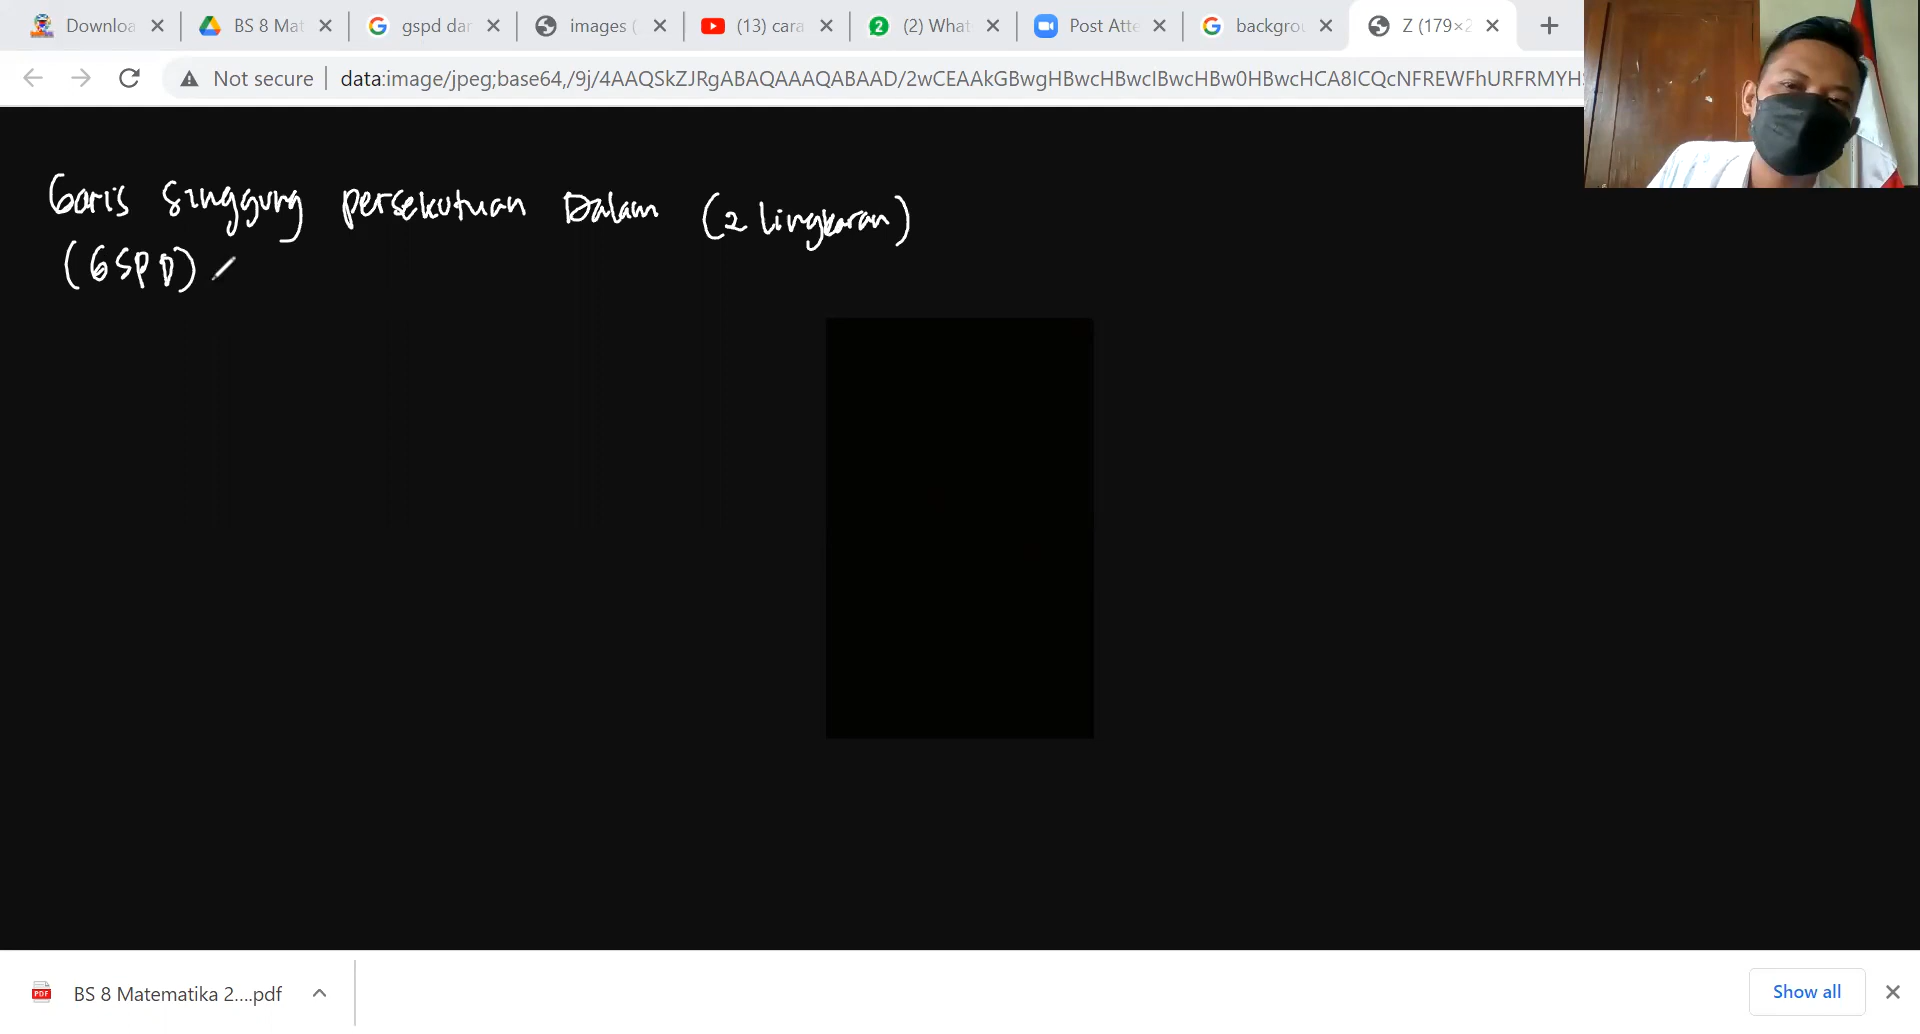 Downloa
BS 8 Mat
gspd dar
images (
(13) cara
2
(2) What
Post Atte
backgrou
Z (179×2
Not secure
data:image/jpeg;base64,/9j/4AAQSkZJRgABAQAAAQABAAD/2wCEAAkGBwgHBwcHBwcIBwcHBw0HBwcHCA8ICQcNFREWFhURFRMYH
Garis Singgung persekutuan Dalam (2 lingkaran)
(GSPD)
PDF
BS 8 Matematika 2....pdf
Show all